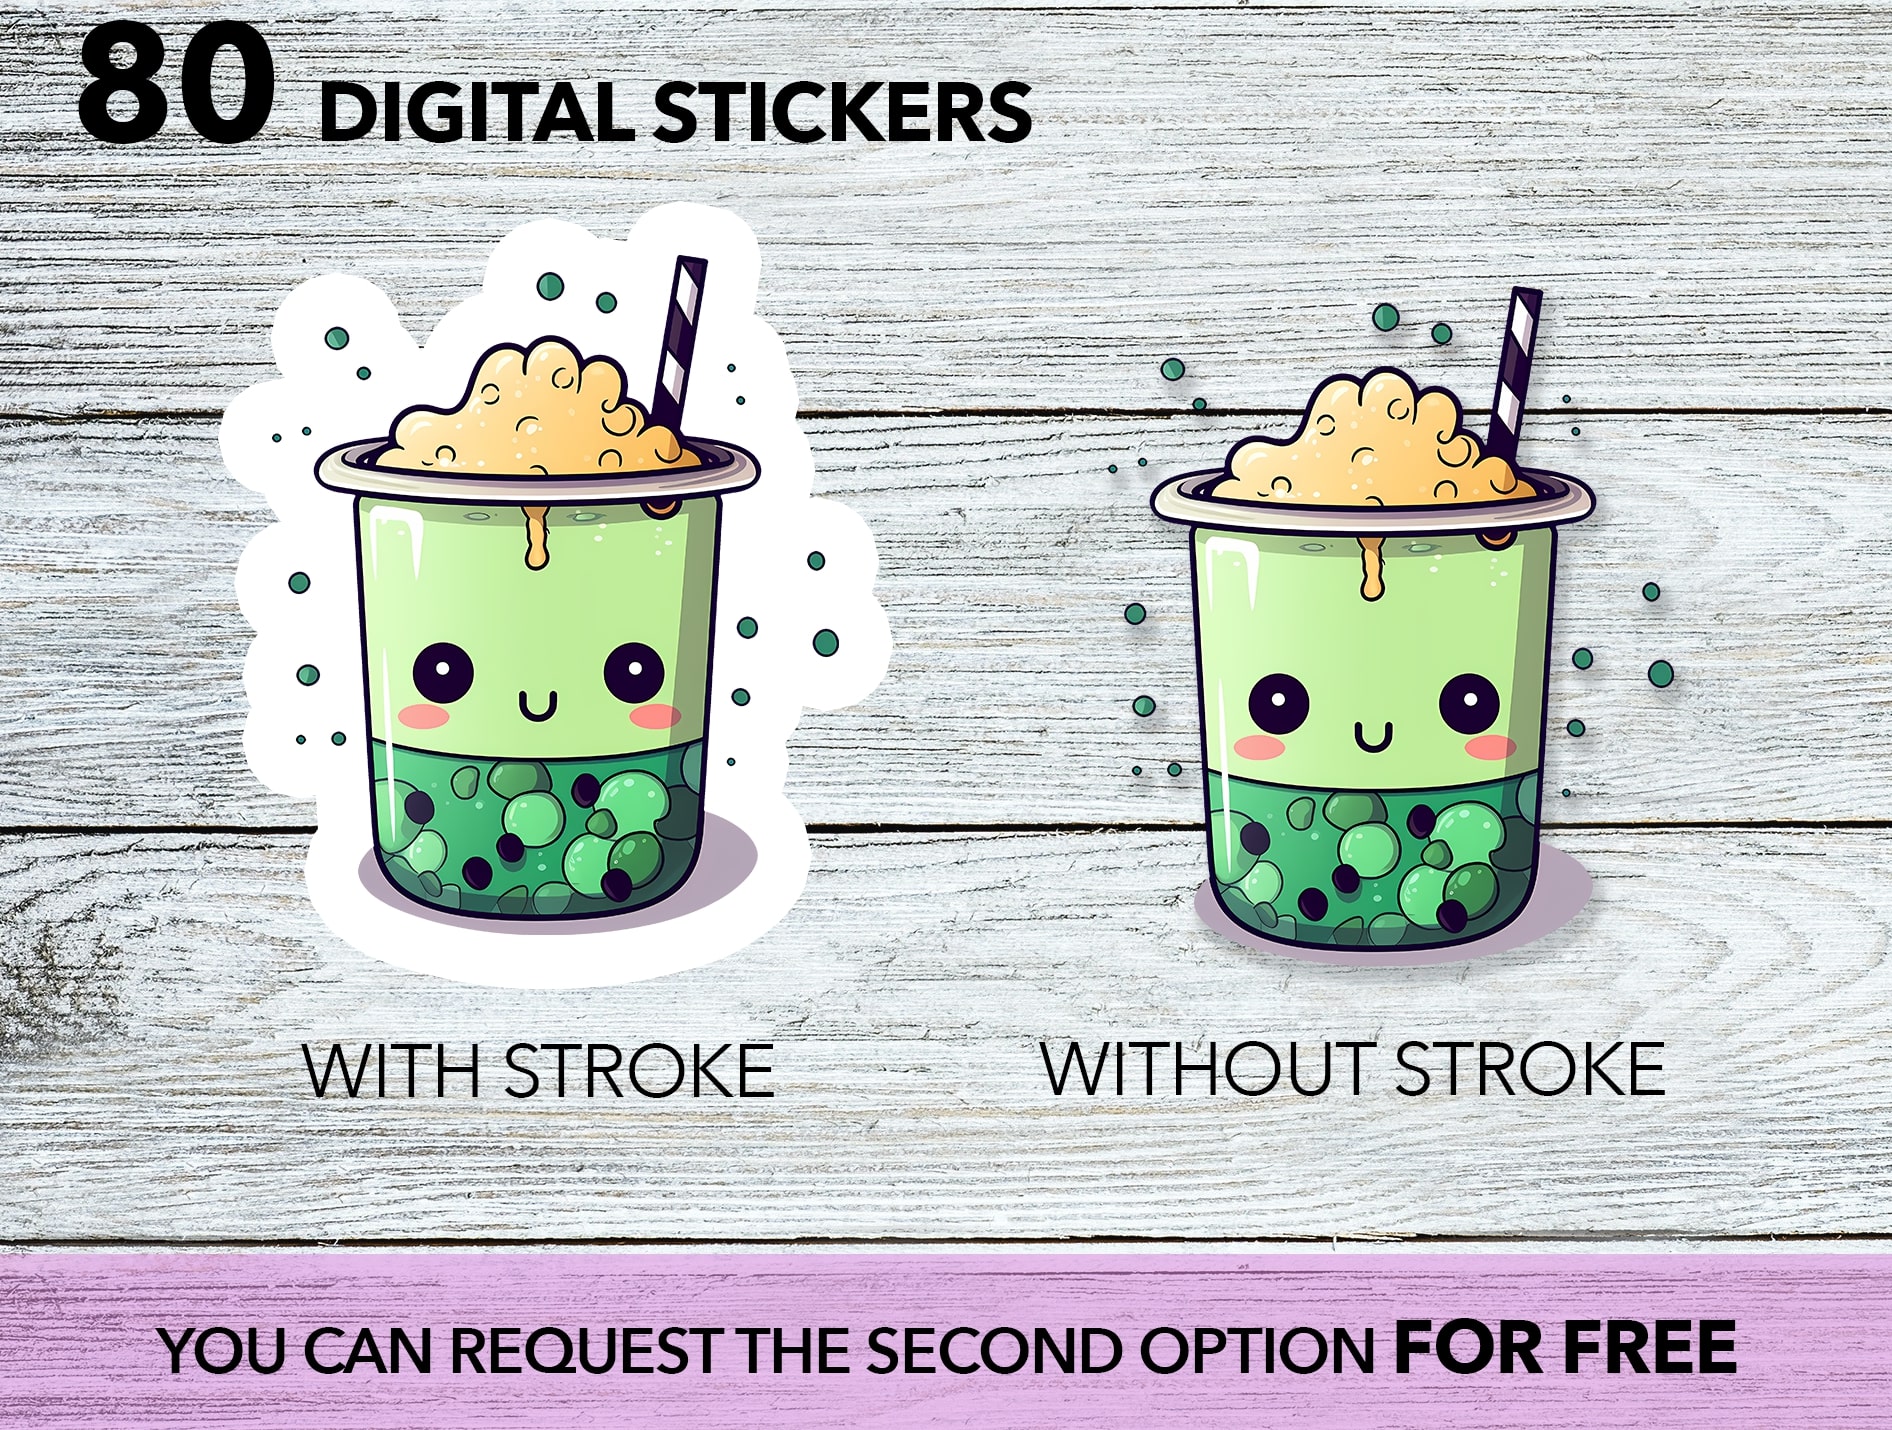 80 DIGITAL STICKERS
WITH STROKE
WITHOUT STROKE
YOU CAN REQUEST THE SECOND OPTION FOR FREE